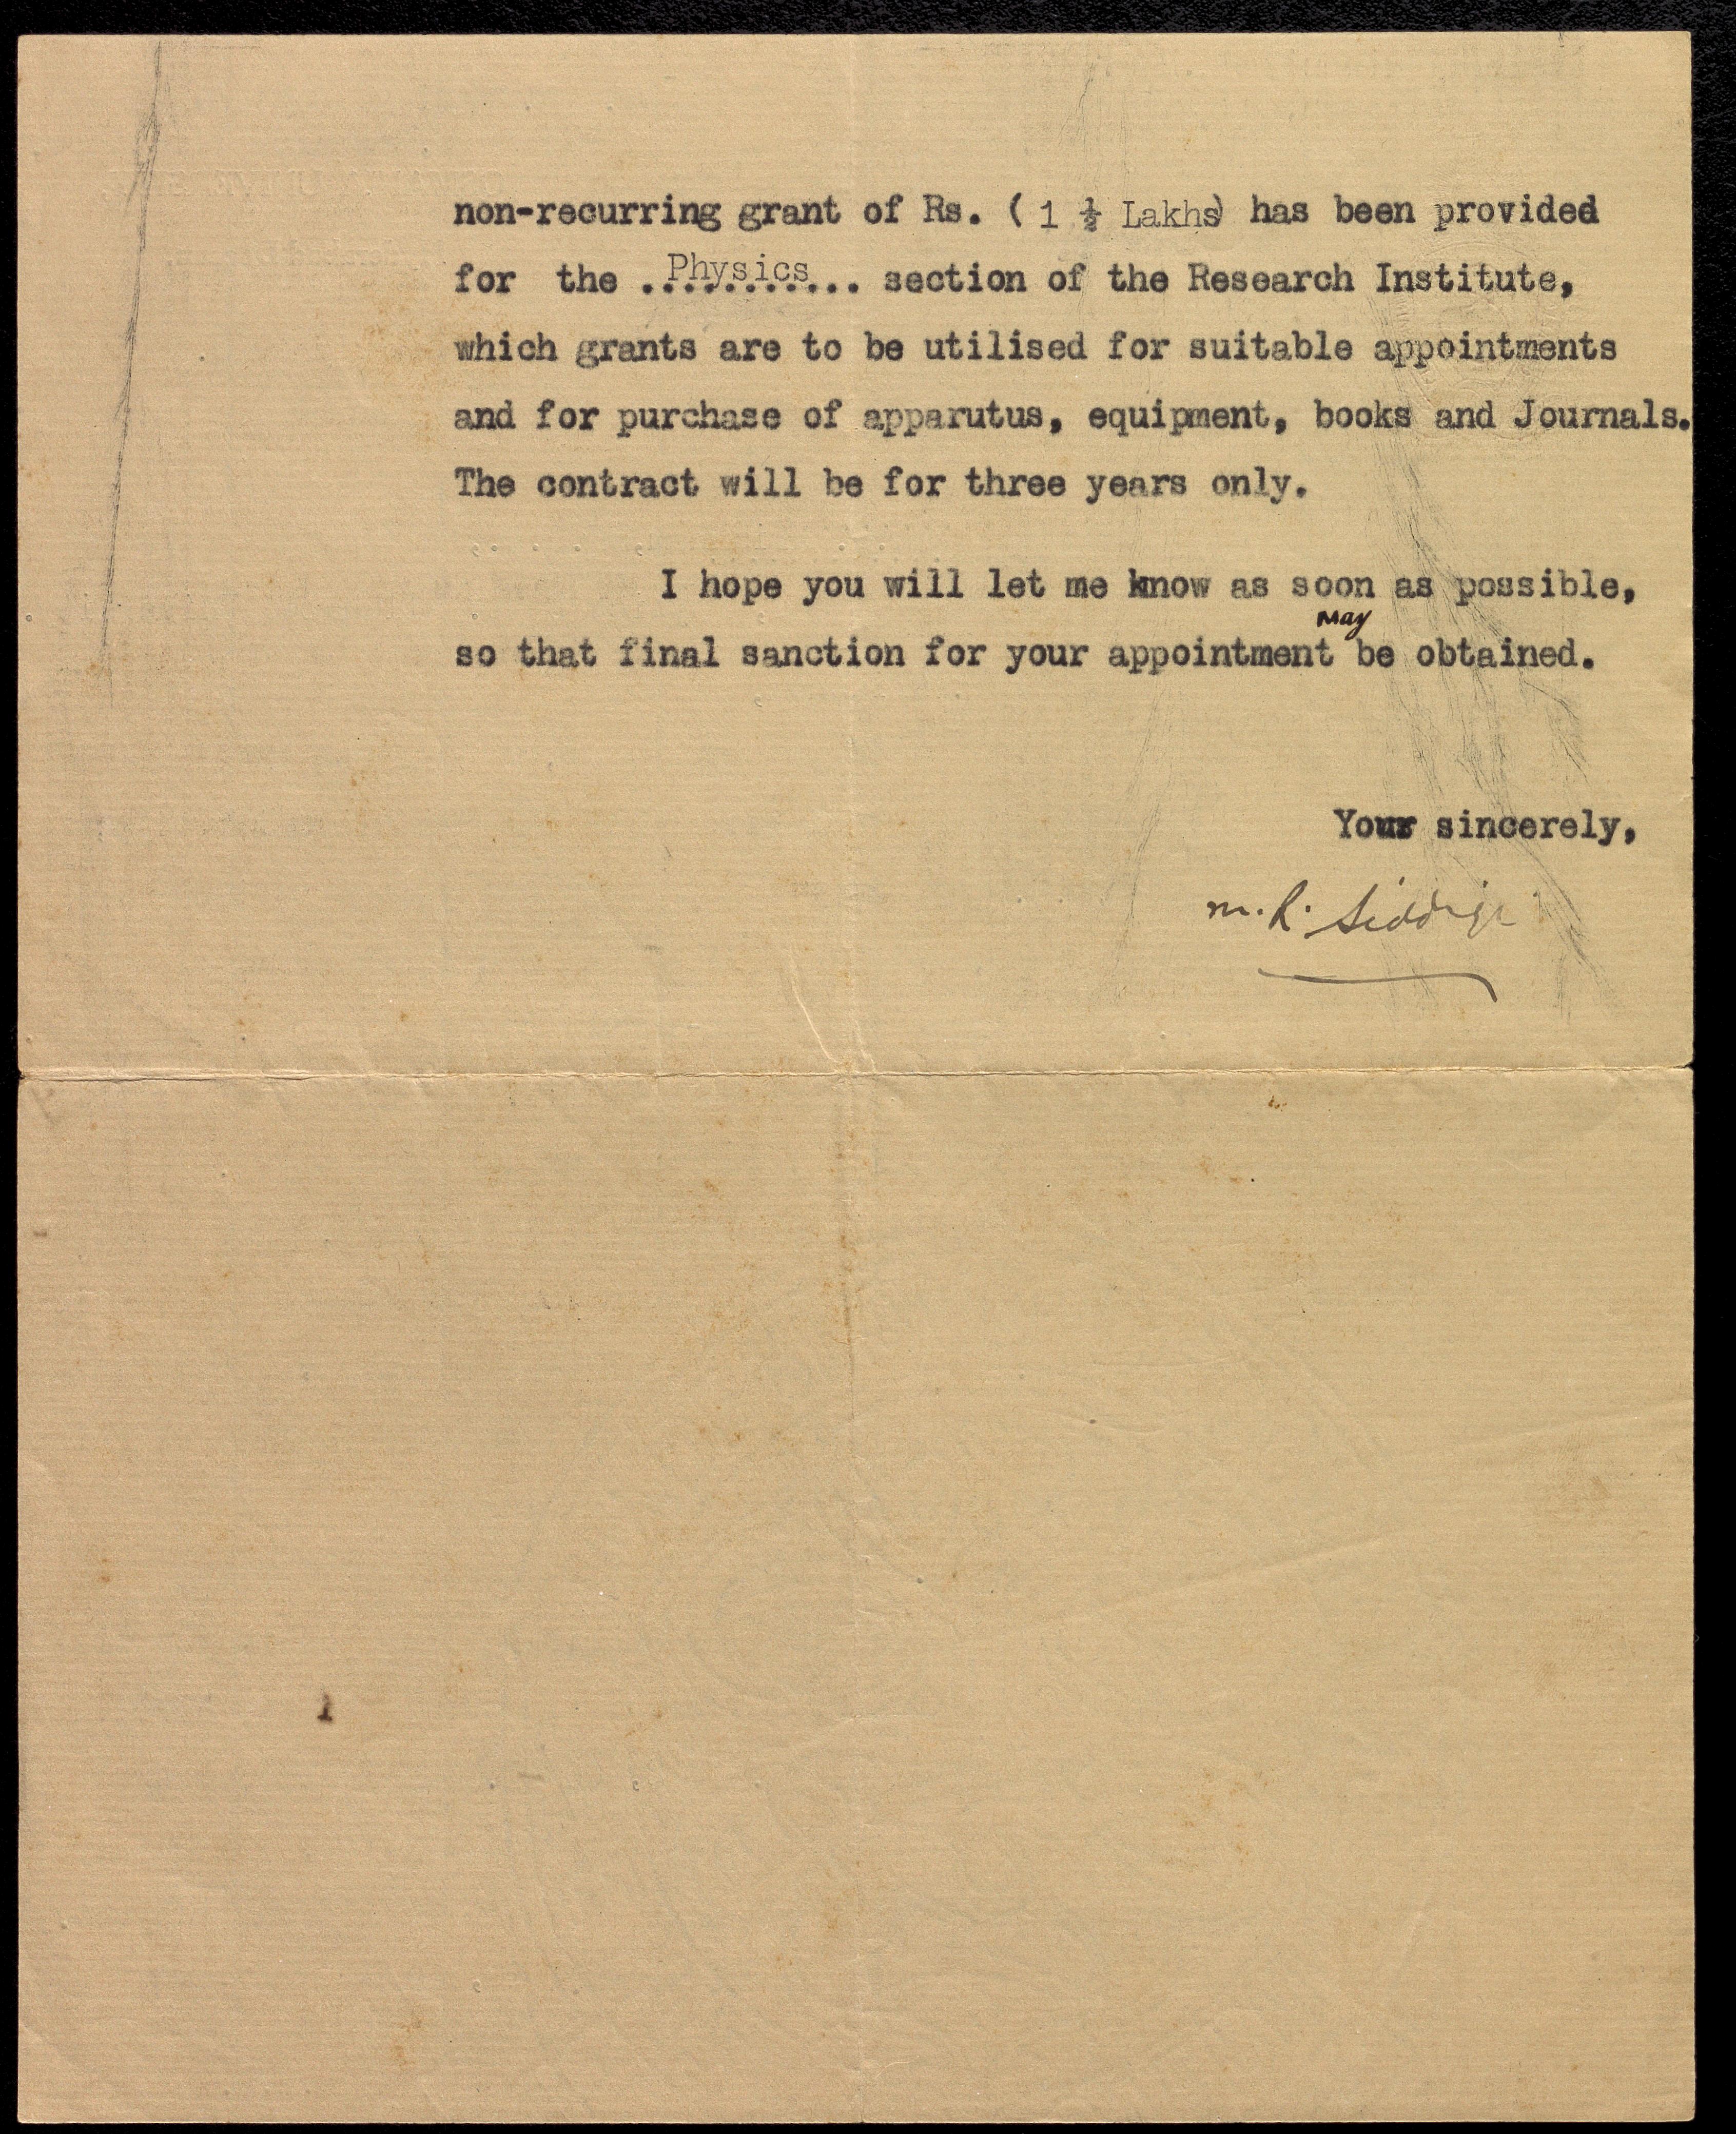 non-recurring grant of Rs. ( 1 ½ Lakhs) has been provided
for the ..Physics... section of the Research Institute,
which grants are to be utilised for suitable appointments
and for purchase of apparutus, equipment, books and Journals.
The contract will be for three years only.
I hope you will let me know as soon as possible,
may
so that final sanction for your appointment be obtained.
Your sincerely,
M. R. Siddiqi
1